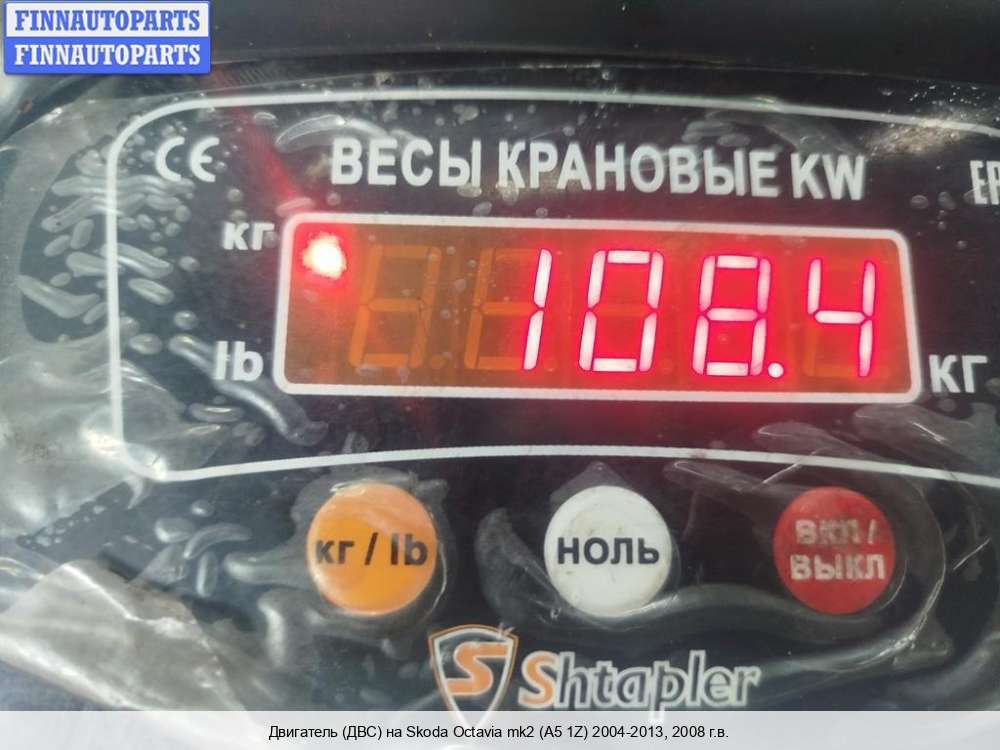 FINNAUTOPARTS
FINNAUTOPARTS
CE
ВЕСЫ КРАНОВЫЕ KW
кг
108.4
lb
кг
кг / lb
НОЛЬ
ВКЛ /
ВЫКЛ
S Shtapler
Двигатель (ДВС) на Skoda Octavia mk2 (A5 1Z) 2004-2013, 2008 г.в.